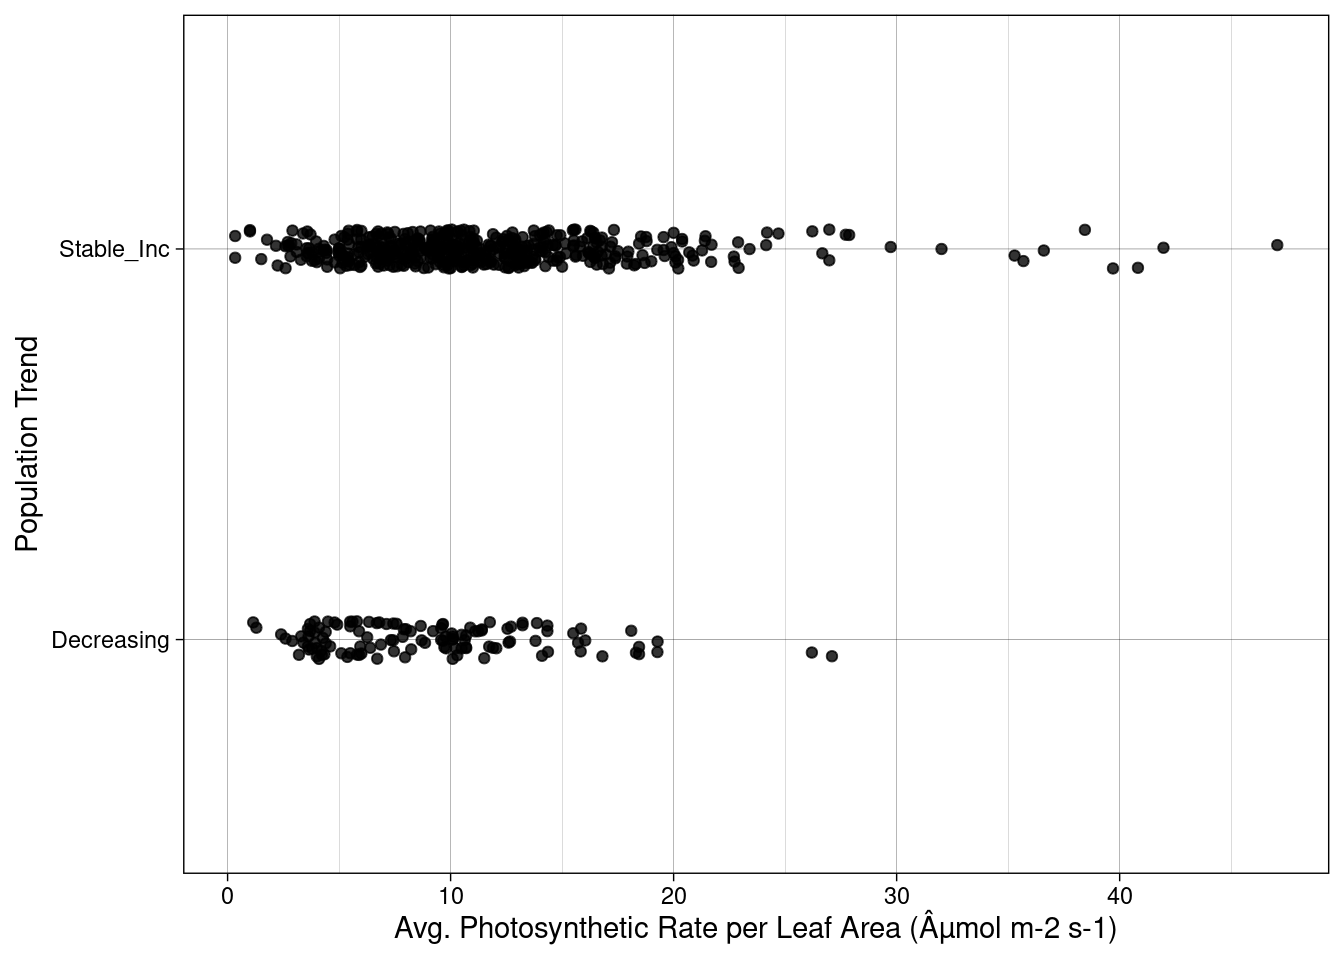 Stable_Inc
Decreasing
Population Trend
0 10 20 30 40
Avg. Photosynthetic Rate per Leaf Area (Âµmol m-2 s-1)